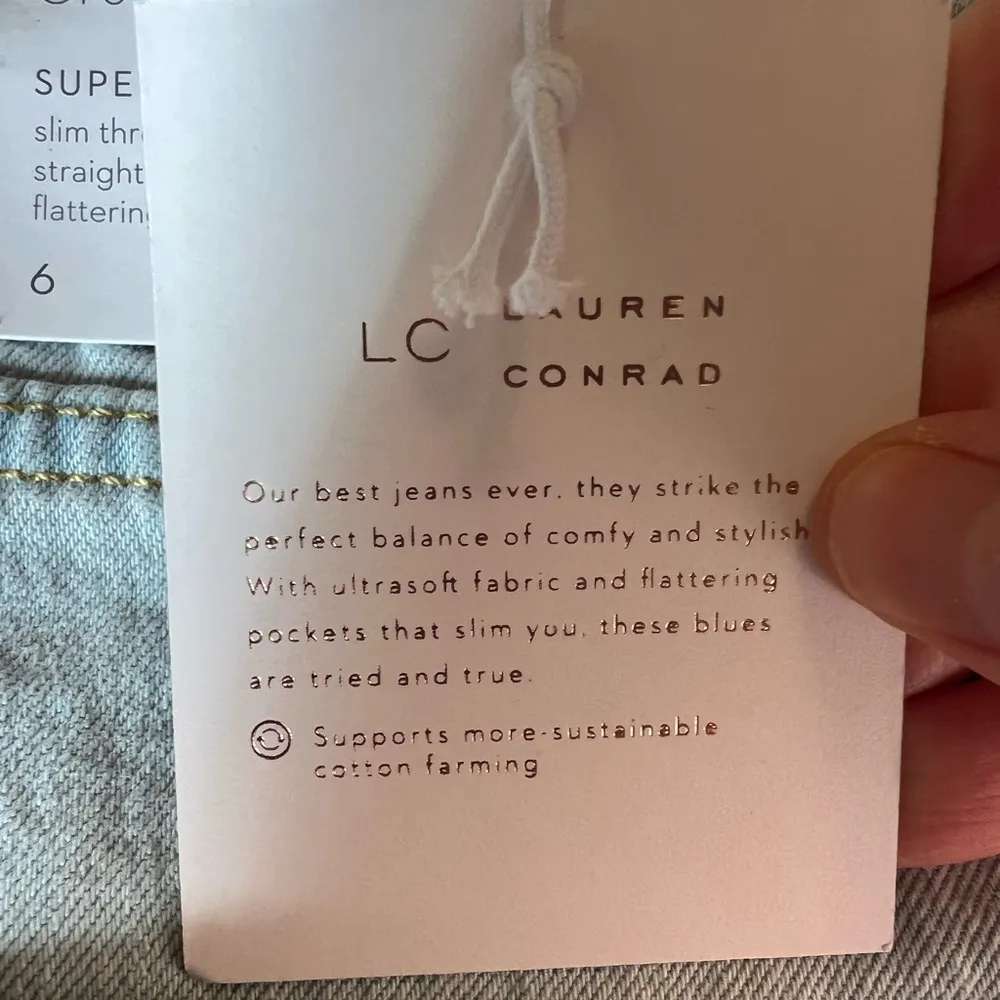 SUPE
slim thr
straight
flatterin
6
LC LAUREN
CONRAD
Our best jeans ever, they strike the
perfect balance of comfy and stylish
With ultrasoft fabric and flattering
pockets that slim you, these blues
are tried and true.
Supports more-sustainable
cotton farming